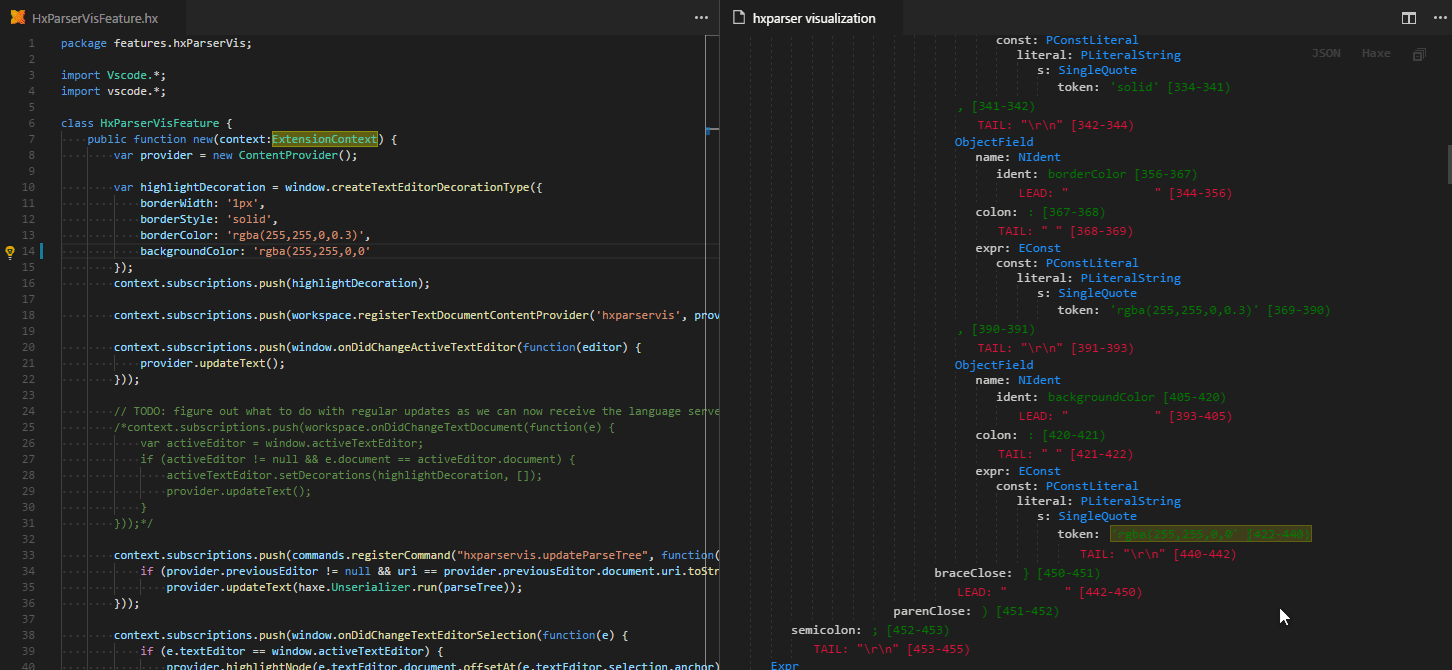 HxParserVisFeature.hx
1 package features.hxParserVis;
2
3 import Vscode.*;
4 import vscode.*;
5
6 class HxParserVisFeature {
7 public function new(context:ExtensionContext) {
8 var provider = new ContentProvider();
9
10 var highlightDecoration = window.createTextEditorDecorationType({
11 borderWidth: '1px',
12 borderStyle: 'solid',
13 borderColor: 'rgba(255,255,0,0.3)',
14 backgroundColor: 'rgba(255,255,0,0'
15 });
16 context.subscriptions.push(highlightDecoration);
17
18 context.subscriptions.push(workspace.registerTextDocumentContentProvider('hxparservis', prov
19
20 context.subscriptions.push(window.onDidChangeActiveTextEditor(function(editor) {
21 provider.updateText();
22 }));
23
24 // TODO: figure out what to do with regular updates as we can now receive the language serve
25 /*context.subscriptions.push(workspace.onDidChangeTextDocument(function(e) {
26 var activeEditor = window.activeTextEditor;
27 if (activeEditor != null && e.document == activeEditor.document) {
28 activeTextEditor.setDecorations(highlightDecoration, []);
29 provider.updateText();
30 }
31 }));*/
32
33 context.subscriptions.push(commands.registerCommand("hxparservis.updateParseTree", function(
34 if (provider.previousEditor != null && uri == provider.previousEditor.document.uri.toStr
35 provider.updateText(haxe.Unserializer.run(parseTree));
36 }));
37
38 context.subscriptions.push(window.onDidChangeTextEditorSelection(function(e) {
39 if (e.textEditor == window.activeTextEditor) {
40 provider.highlightNode(e.textEditor.document.offsetAt(e.textEditor.selection.anchor)
hxparser visualization
JSON Haxe
const: PConstLiteral
literal: PLiteralString
s: SingleQuote
token: 'solid' [334-341)
, [341-342)
TAIL: "\r\n" [342-344)
ObjectField
name: NIdent
ident: borderColor [356-367)
LEAD: "            " [344-356)
colon: : [367-368)
TAIL: " " [368-369)
expr: EConst
const: PConstLiteral
literal: PLiteralString
s: SingleQuote
token: 'rgba(255,255,0,0.3)' [369-390)
, [390-391)
TAIL: "\r\n" [391-393)
ObjectField
name: NIdent
ident: backgroundColor [405-420)
LEAD: "            " [393-405)
colon: : [420-421)
TAIL: " " [421-422)
expr: EConst
const: PConstLiteral
literal: PLiteralString
s: SingleQuote
token: 'rgba(255,255,0,0' [422-440)
TAIL: "\r\n" [440-442)
braceClose: } [450-451)
LEAD: "        " [442-450)
parenClose: ) [451-452)
semicolon: ; [452-453)
TAIL: "\r\n" [453-455)
Expr